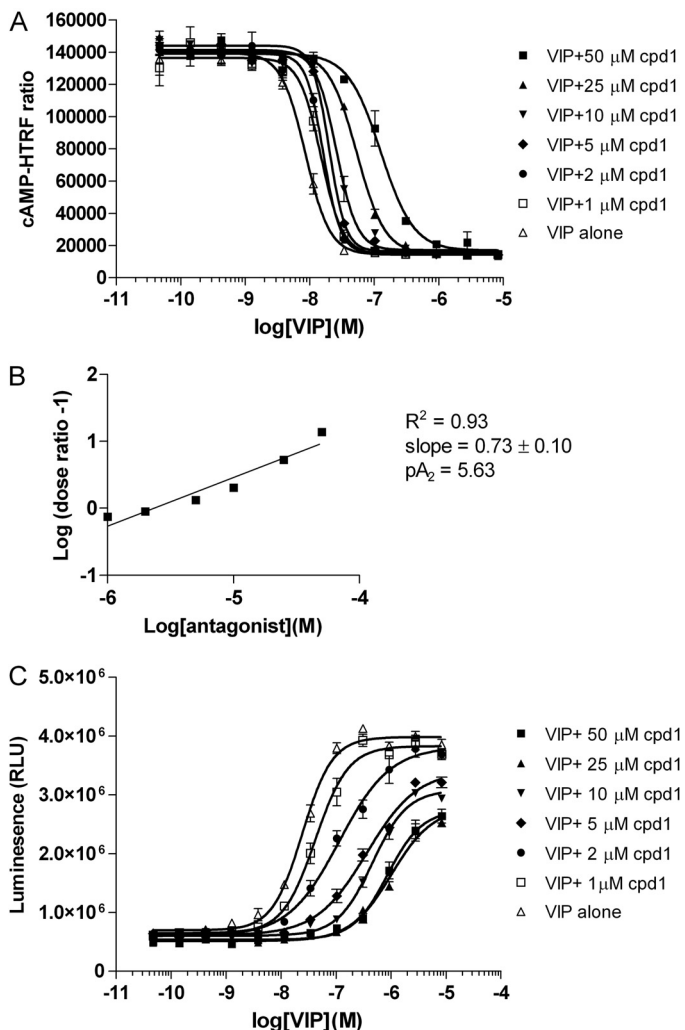 A
cAMP-HTRF ratio
160000
140000
120000
100000
80000
60000
40000
20000
0
-11 -10 -9 -8 -7 -6 -5
log[VIP](M)
VIP+50 μM cpd1
VIP+25 μM cpd1
VIP+10 μM cpd1
VIP+5 μM cpd1
VIP+2 μM cpd1
VIP+1 μM cpd1
VIP alone
B
Log (dose ratio -1)
2
1
0
-1
-6 -5 -4
Log[antagonist](M)
R² = 0.93
slope = 0.73 ± 0.10
pA₂ = 5.63
C
Luminesence (RLU)
5.0×10⁶
4.0×10⁶
3.0×10⁶
2.0×10⁶
1.0×10⁶
0
-11 -10 -9 -8 -7 -6 -5 -4
log[VIP](M)
VIP+ 50 μM cpd1
VIP+ 25 μM cpd1
VIP+ 10 μM cpd1
VIP+ 5 μM cpd1
VIP+ 2 μM cpd1
VIP+ 1μM cpd1
VIP alone